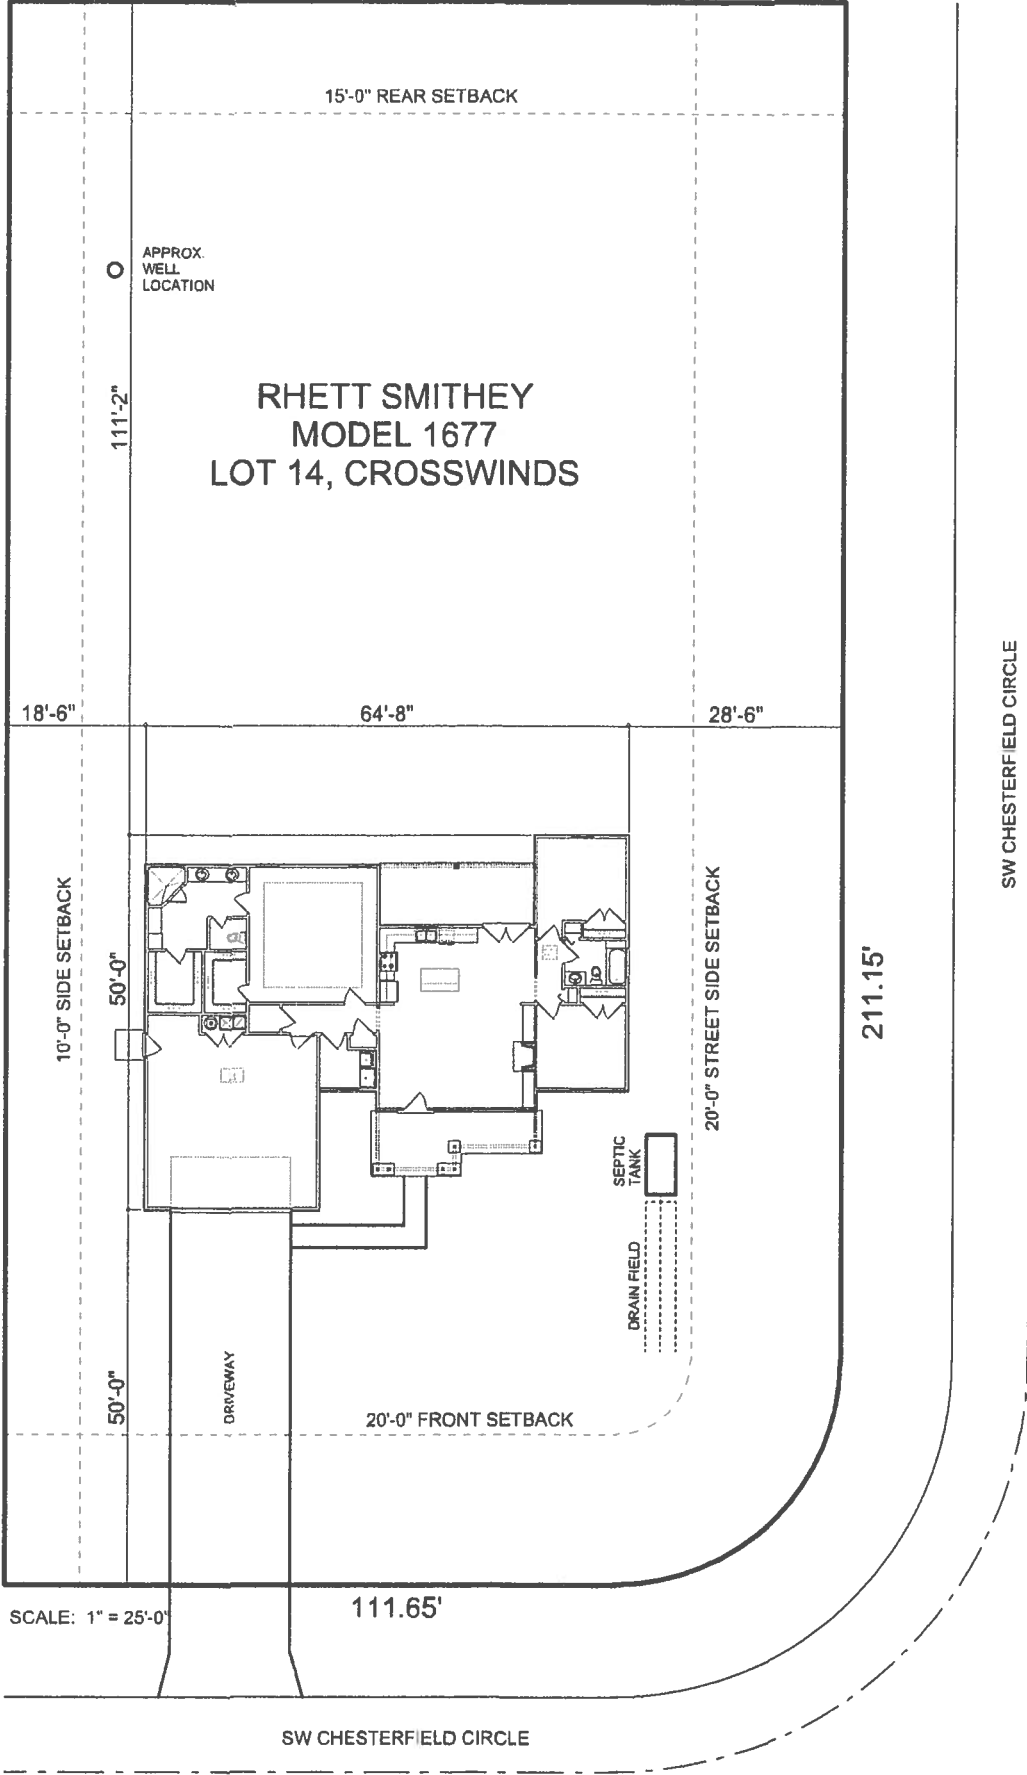 15'-0" REAR SETBACK
APPROX.
WELL
LOCATION
111'-2"
RHETT SMITHEY
MODEL 1677
LOT 14, CROSSWINDS
18'-6"
64'-8"
28'-6"
SW CHESTERFIELD CIRCLE
10'-0" SIDE SETBACK
50'-0"
20'-0" STREET SIDE SETBACK
211.15'
SEPTIC
TANK
DRAIN FIELD
50'-0"
DRIVEWAY
20'-0" FRONT SETBACK
SCALE: 1" = 25'-0"
111.65'
SW CHESTERFIELD CIRCLE